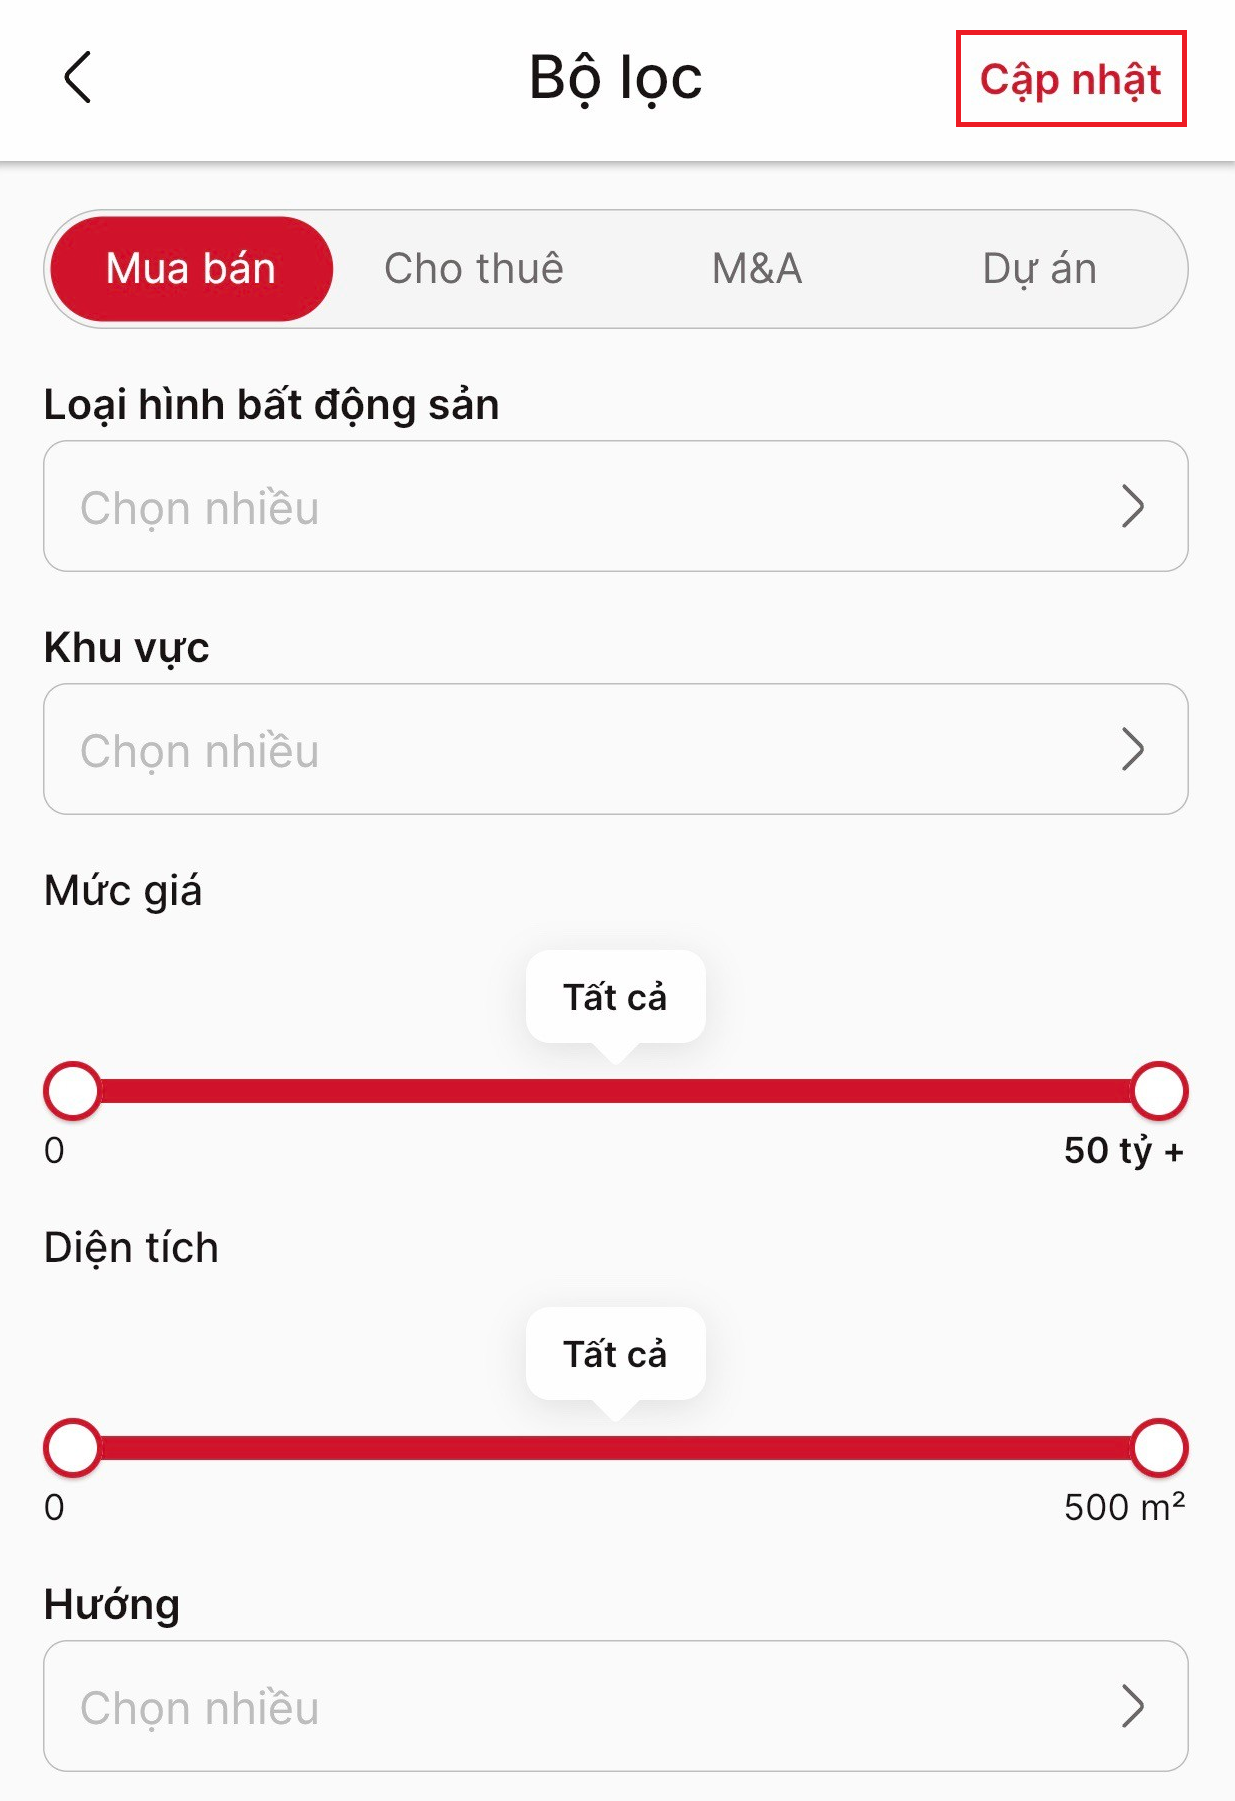 Bộ lọc
Cập nhật
Mua bán
Cho thuê
M&A
Dự án
Loại hình bất động sản
Chọn nhiều
Khu vực
Chọn nhiều
Mức giá
Tất cả
0
50 tỷ +
Diện tích
Tất cả
0
500 m²
Hướng
Chọn nhiều